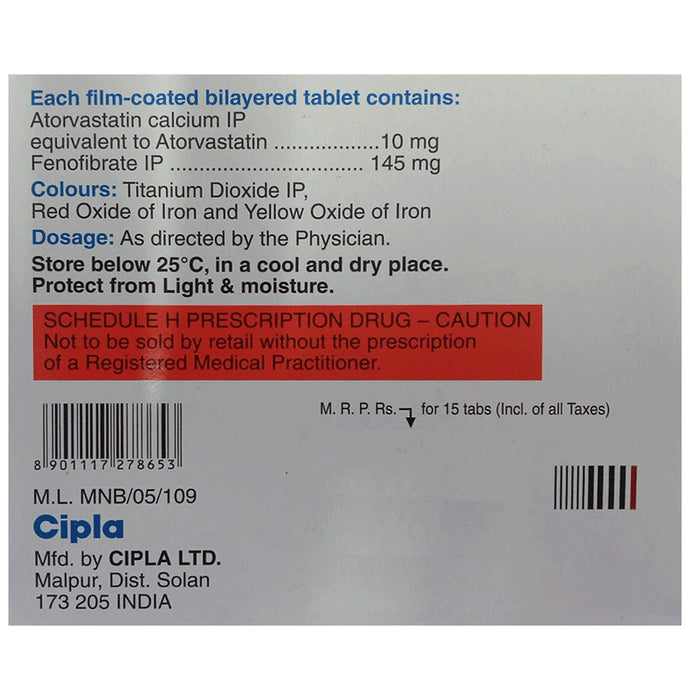 Each film-coated bilayered tablet contains:
Atorvastatin calcium IP
equivalent to Atorvastatin ..................10 mg
Fenofibrate IP ................................. 145 mg
Colours: Titanium Dioxide IP,
Red Oxide of Iron and Yellow Oxide of Iron
Dosage: As directed by the Physician.
Store below 25°C, in a cool and dry place.
Protect from Light & moisture.
SCHEDULE H PRESCRIPTION DRUG – CAUTION
Not to be sold by retail without the prescription
of a Registered Medical Practitioner.
M. R. P. Rs. for 15 tabs (Incl. of all Taxes)
8 901117 278653
M.L. MNB/05/109
Cipla
Mfd. by CIPLA LTD.
Malpur, Dist. Solan
173 205 INDIA